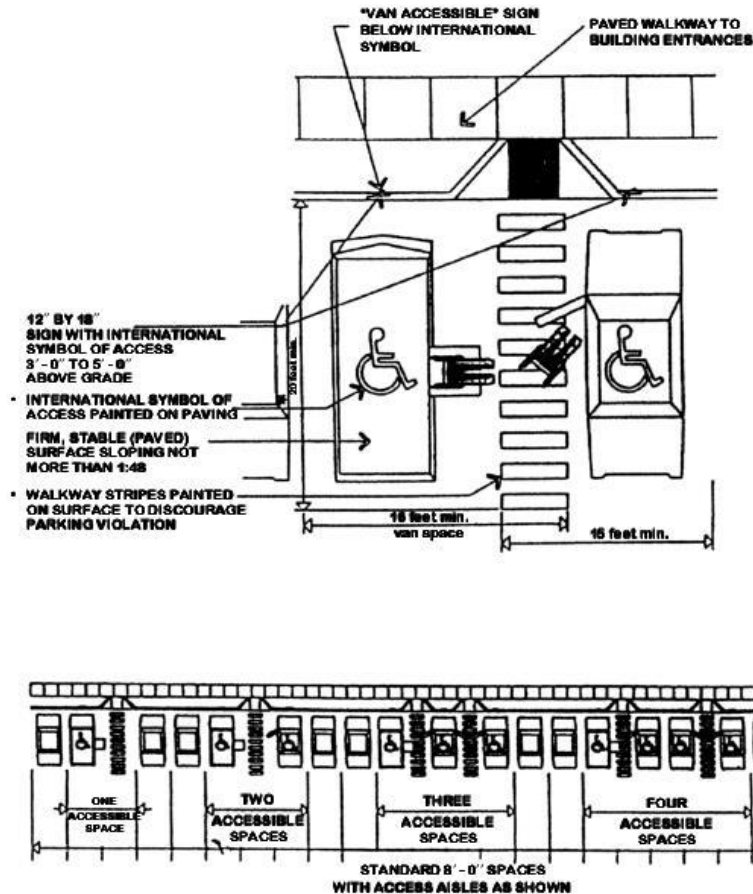 "VAN ACCESSIBLE" SIGN
BELOW INTERNATIONAL
SYMBOL
PAVED WALKWAY TO
BUILDING ENTRANCES
12" BY 18"
SIGN WITH INTERNATIONAL
SYMBOL OF ACCESS
3'-0" TO 5'-0"
ABOVE GRADE
INTERNATIONAL SYMBOL OF
ACCESS PAINTED ON PAVING
FIRM, STABLE (PAVED)
SURFACE SLOPING NOT
MORE THAN 1:48
WALKWAY STRIPES PAINTED
ON SURFACE TO DISCOURAGE
PARKING VIOLATION
20 feet min.
16 feet min.
van space
15 feet min.
ONE
ACCESSIBLE
SPACE
TWO
ACCESSIBLE
SPACES
THREE
ACCESSIBLE
SPACES
FOUR
ACCESSIBLE
SPACES
STANDARD 8'-0" SPACES
WITH ACCESS AISLES AS SHOWN